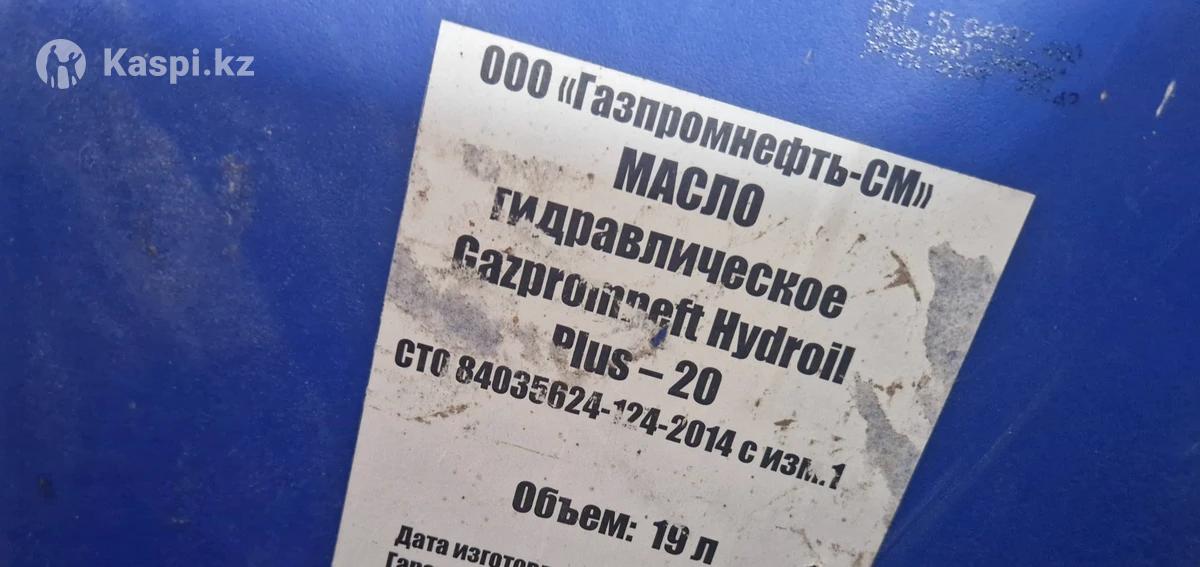 Kaspi.kz
ООО «Газпромнефть-СМ»
МАСЛО
гидравлическое
Gazpromneft Hydroil
Plus – 20
СТО 84035624-124-2014 с изм.1
Объем: 19 л
Дата